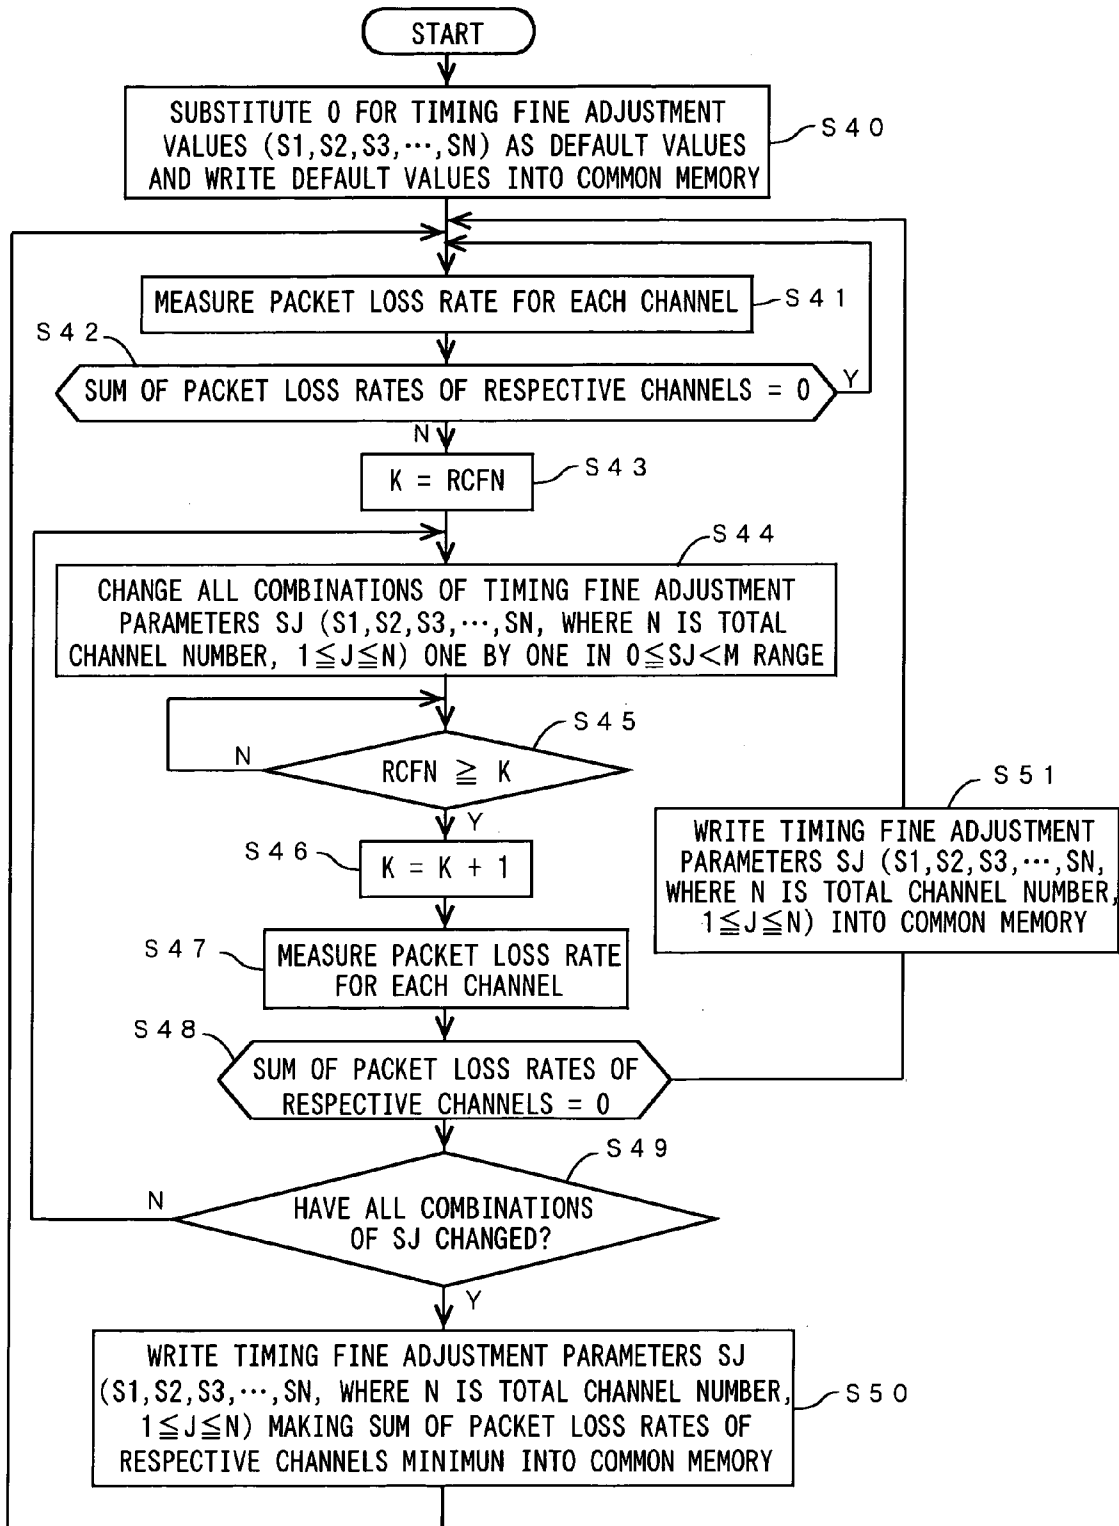 START
SUBSTITUTE 0 FOR TIMING FINE ADJUSTMENT
VALUES (S1,S2,S3,⋯,SN) AS DEFAULT VALUES
AND WRITE DEFAULT VALUES INTO COMMON MEMORY
S40
MEASURE PACKET LOSS RATE FOR EACH CHANNEL
S41
S42
SUM OF PACKET LOSS RATES OF RESPECTIVE CHANNELS = 0
Y
N
K = RCFN
S43
S44
CHANGE ALL COMBINATIONS OF TIMING FINE ADJUSTMENT
PARAMETERS SJ (S1,S2,S3,⋯,SN, WHERE N IS TOTAL
CHANNEL NUMBER, 1≦J≦N) ONE BY ONE IN 0≦SJ<M RANGE
S45
N
RCFN ≧ K
Y
S46
K = K + 1
S47
MEASURE PACKET LOSS RATE
FOR EACH CHANNEL
S48
SUM OF PACKET LOSS RATES OF
RESPECTIVE CHANNELS = 0
S51
WRITE TIMING FINE ADJUSTMENT
PARAMETERS SJ (S1,S2,S3,⋯,SN,
WHERE N IS TOTAL CHANNEL NUMBER,
1≦J≦N) INTO COMMON MEMORY
S49
N
HAVE ALL COMBINATIONS
OF SJ CHANGED?
Y
WRITE TIMING FINE ADJUSTMENT PARAMETERS SJ
(S1,S2,S3,⋯,SN, WHERE N IS TOTAL CHANNEL NUMBER,
1≦J≦N) MAKING SUM OF PACKET LOSS RATES OF
RESPECTIVE CHANNELS MINIMUN INTO COMMON MEMORY
S50